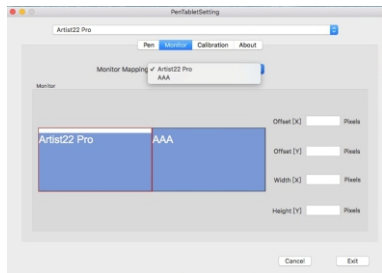 PenTabletSetting
Artist22 Pro
Pen Monitor Calibration About
Monitor Mapping ✓ Artist22 Pro
AAA
Monitor
Artist22 Pro AAA
Offset [X] Pixels
Offset [Y] Pixels
Width [X] Pixels
Height [Y] Pixels
Cancel Exit